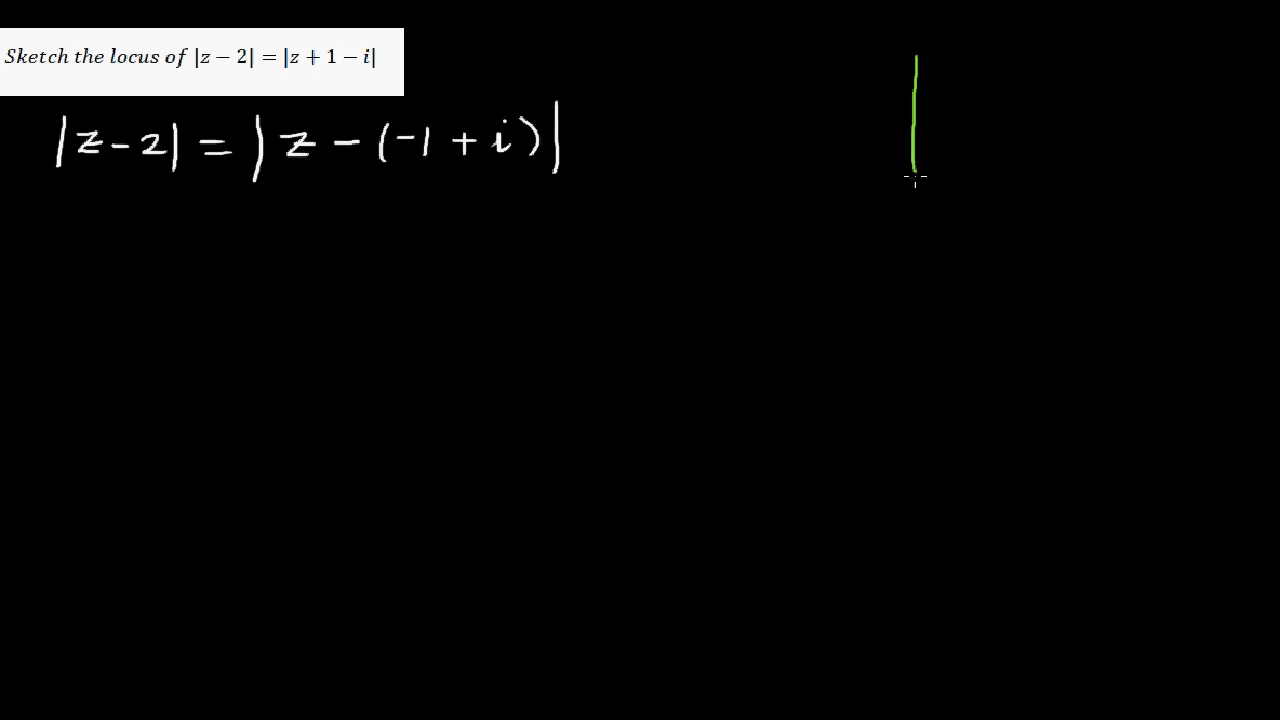 Sketch the locus of |z − 2| = |z + 1 − i|
|z - 2| = |z - (-1 + i)|